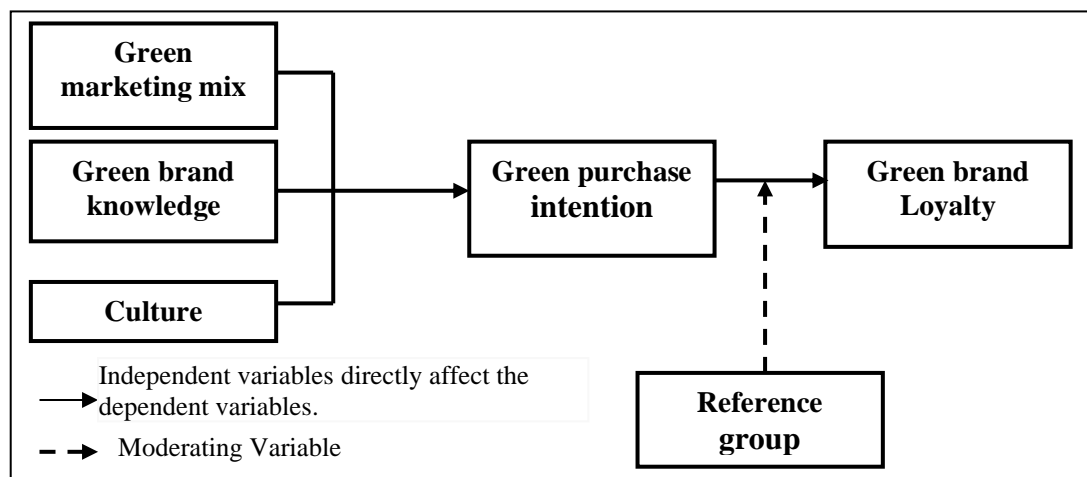 Green
marketing mix
Green brand
knowledge
Culture
Green purchase
intention
Green brand
Loyalty
Reference
group
Independent variables directly affect the
dependent variables.
Moderating Variable